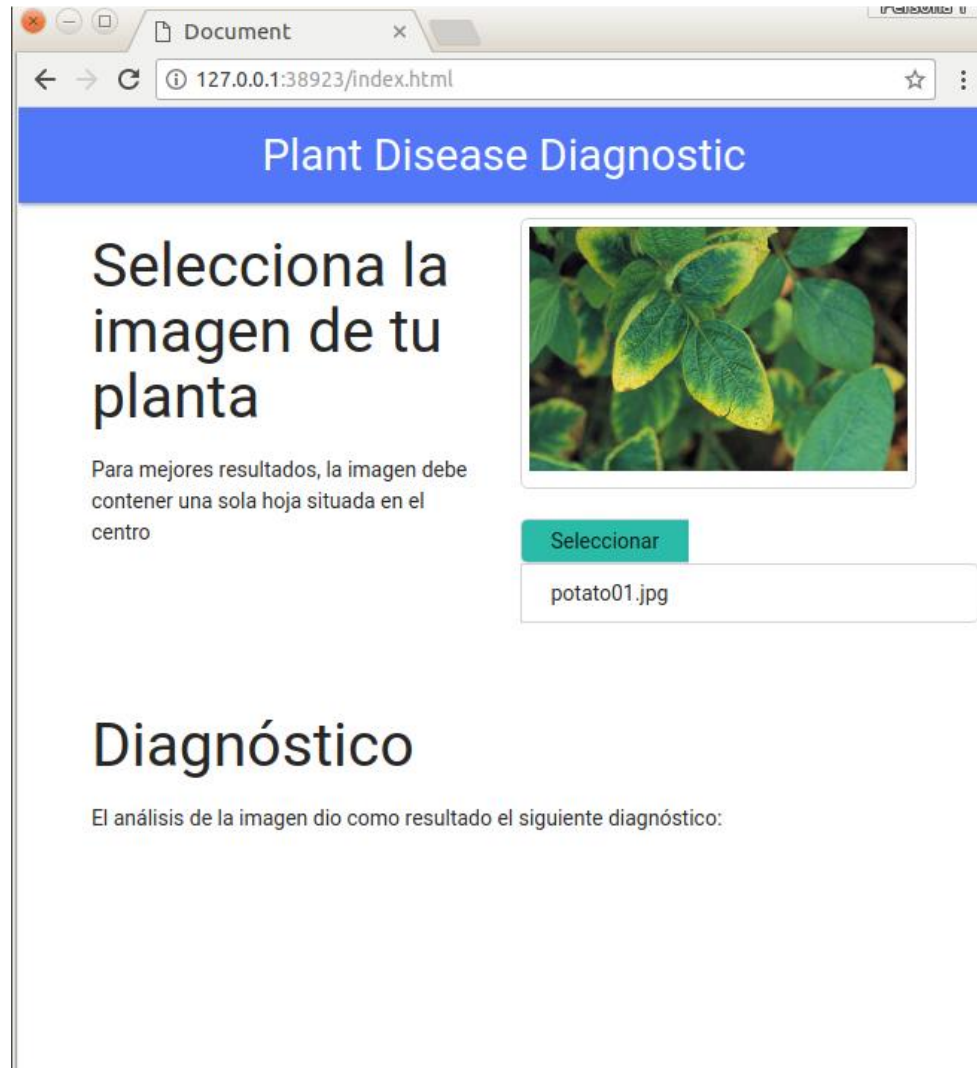 Document
127.0.0.1:38923/index.html
Plant Disease Diagnostic
Selecciona la
imagen de tu
planta
Para mejores resultados, la imagen debe
contener una sola hoja situada en el
centro
Seleccionar
potato01.jpg
Diagnóstico
El análisis de la imagen dio como resultado el siguiente diagnóstico: